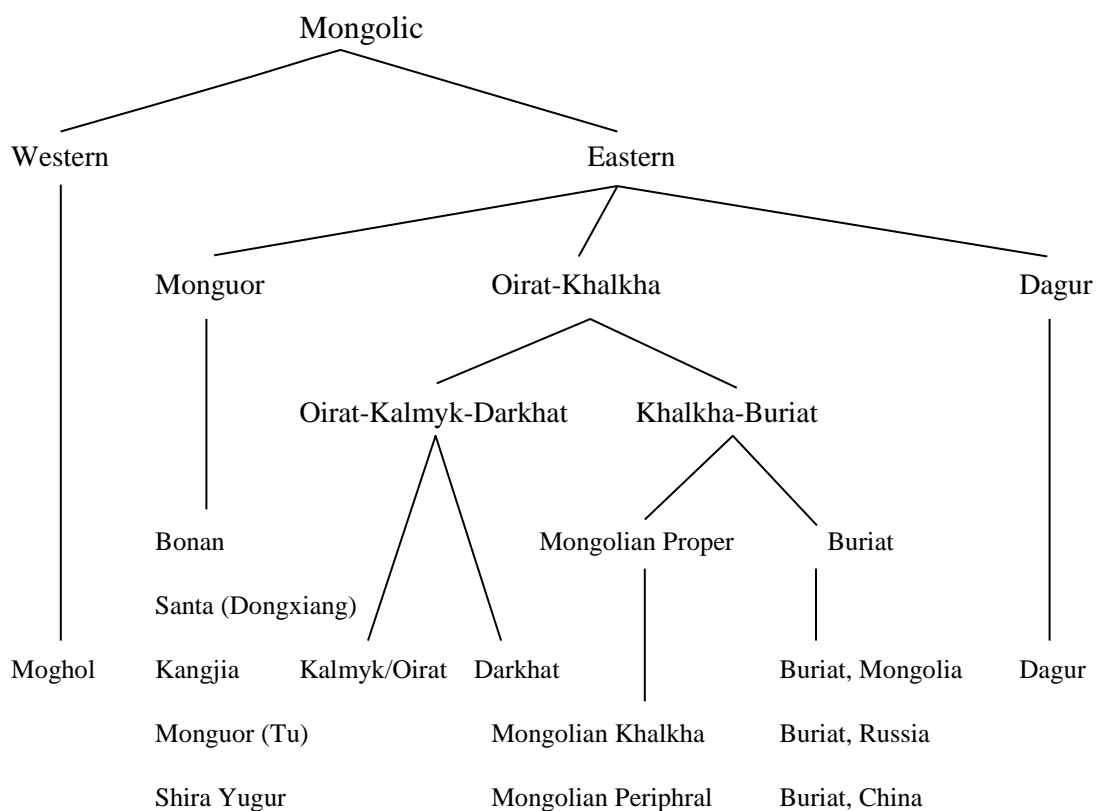 Mongolic
Western Eastern
Monguor Oirat-Khalkha Dagur
Oirat-Kalmyk-Darkhat Khalkha-Buriat
Bonan Mongolian Proper Buriat
Santa (Dongxiang)
Moghol Kangjia Kalmyk/Oirat Darkhat Buriat, Mongolia Dagur
Monguor (Tu) Mongolian Khalkha Buriat, Russia
Shira Yugur Mongolian Periphral Buriat, China